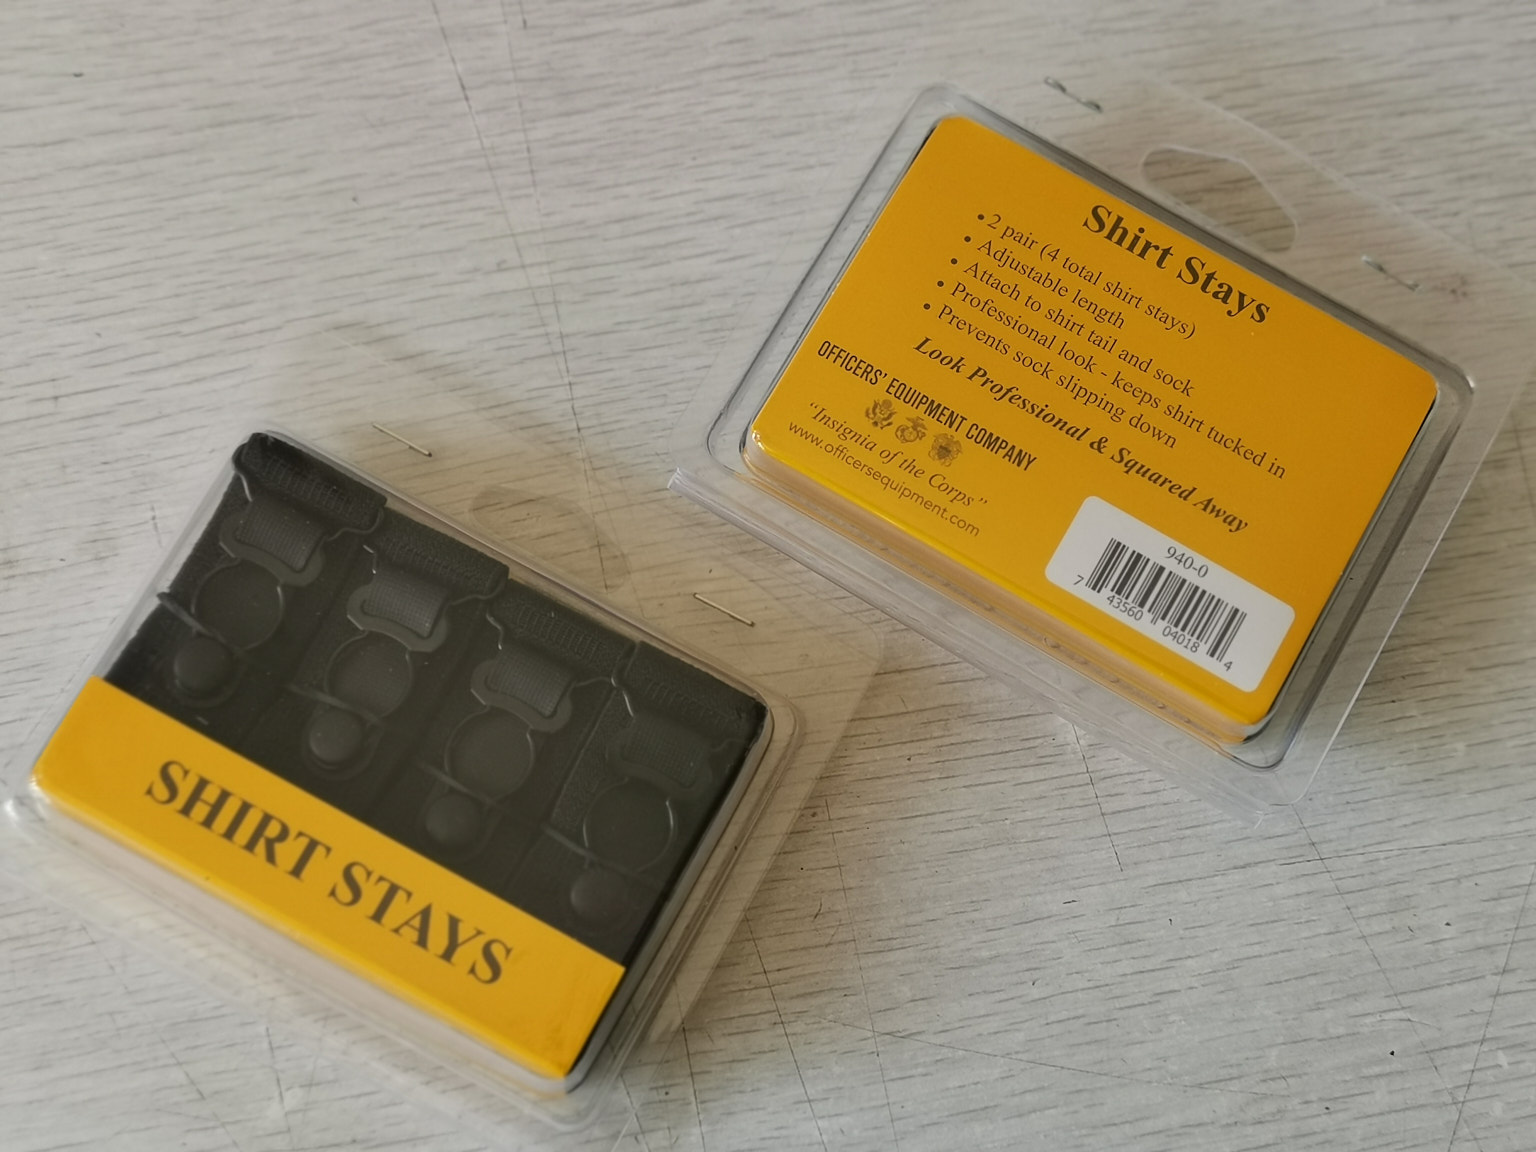 SHIRT STAYS
Shirt Stays
• 2 pair (4 total shirt stays)
• Adjustable length
• Attach to shirt tail and sock
• Professional look - keeps shirt tucked in
• Prevents sock slipping down
Look Professional & Squared Away
OFFICERS' EQUIPMENT COMPANY
"Insignia of the Corps"
www.officersequipment.com
940-0
7 43560 04018 4